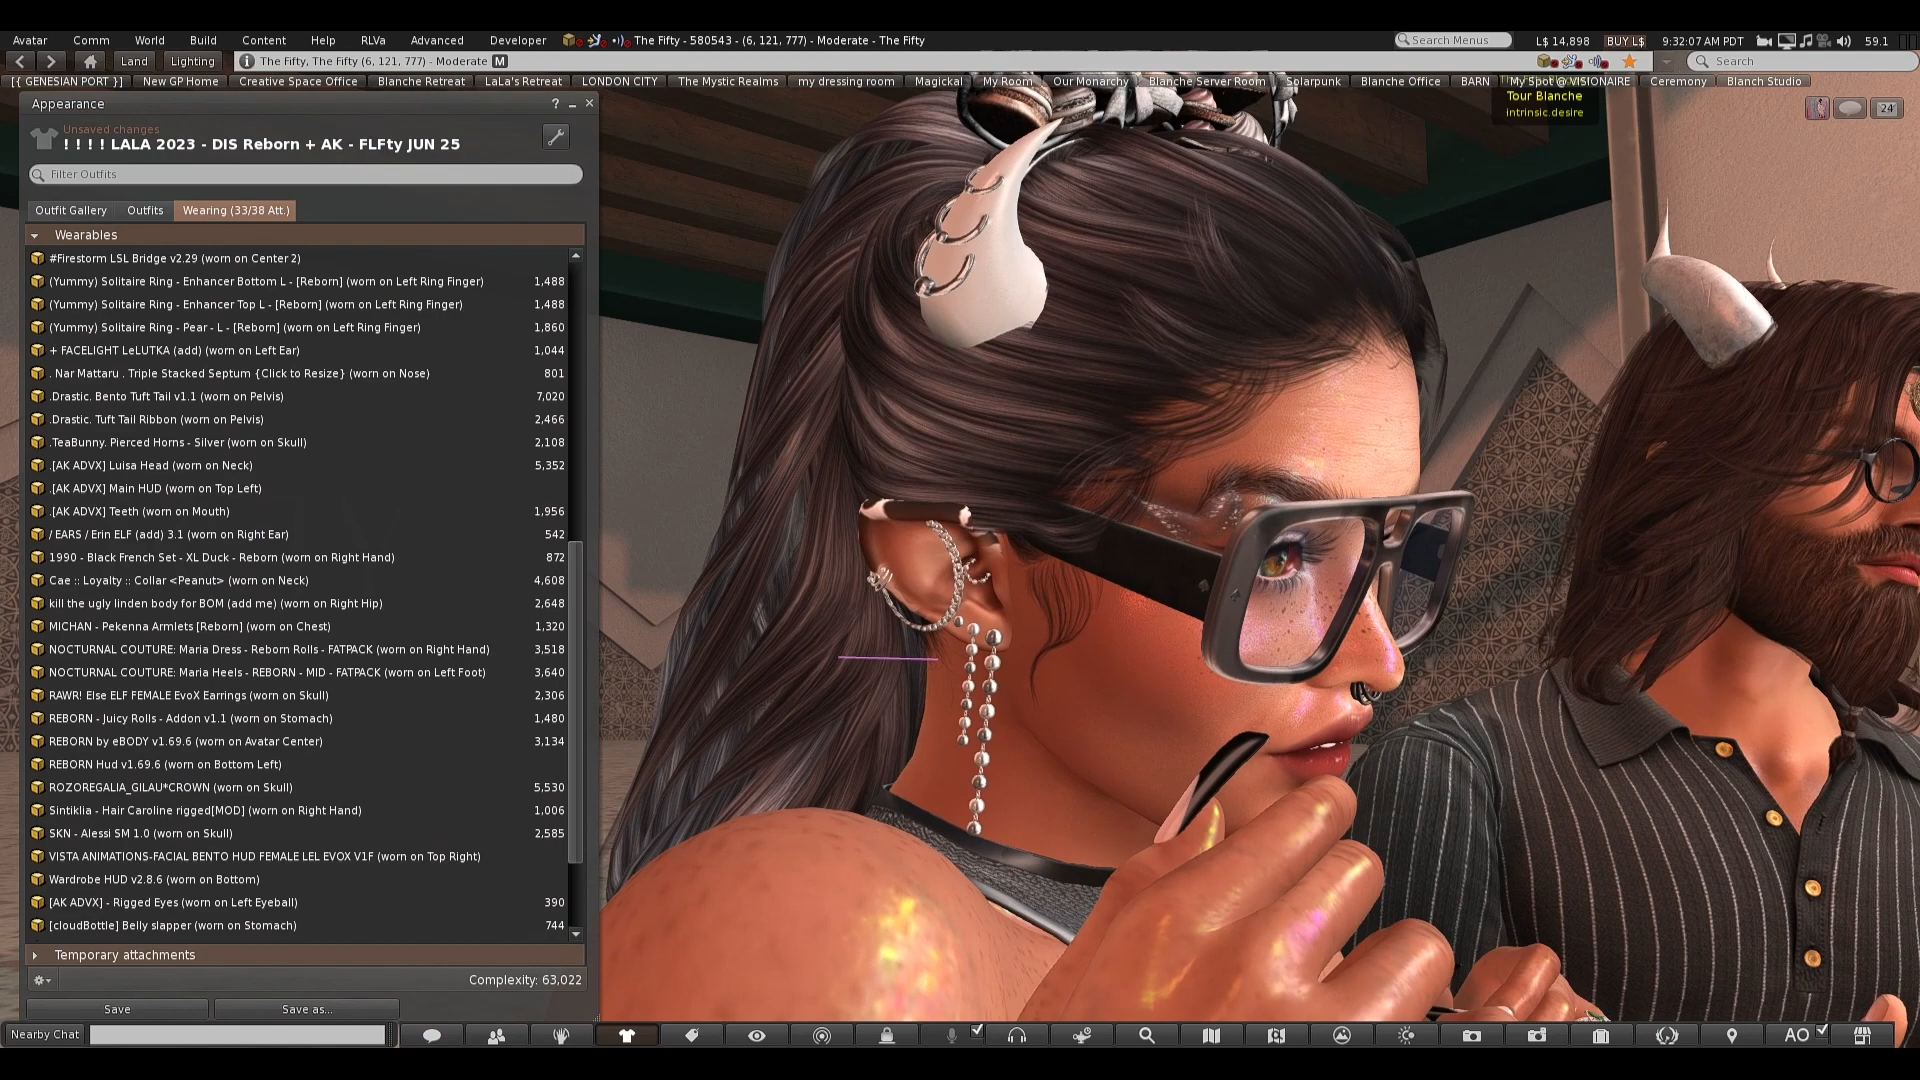 Avatar Comm World Build Content Help RLVa Advanced Developer The Fifty - 580543 - (6, 121, 777) - Moderate - The Fifty Search Menus L$ 14,898 BUY L$ 9:32:07 AM PDT 59.1
Land Lighting The Fifty, The Fifty (6, 121, 777) - Moderate M Search
[{ GENESIAN PORT }] New GP Home Creative Space Office Blanche Retreat LaLa's Retreat LONDON CITY The Mystic Realms my dressing room Magickal My Room Our Monarchy Blanche Server Room Solarpunk Blanche Office BARN My Spot @ VISIONAIRE Ceremony Blanch Studio
Tour Blanche
intrinsic.desire
24
Appearance ?
Unsaved changes
! ! ! ! LALA 2023 - DIS Reborn + AK - FLFty JUN 25
Filter Outfits
Outfit Gallery Outfits Wearing (33/38 Att.)
Wearables
#Firestorm LSL Bridge v2.29 (worn on Center 2)
(Yummy) Solitaire Ring - Enhancer Bottom L - [Reborn] (worn on Left Ring Finger) 1,488
(Yummy) Solitaire Ring - Enhancer Top L - [Reborn] (worn on Left Ring Finger) 1,488
(Yummy) Solitaire Ring - Pear - L - [Reborn] (worn on Left Ring Finger) 1,860
+ FACELIGHT LeLUTKA (add) (worn on Left Ear) 1,044
. Nar Mattaru . Triple Stacked Septum {Click to Resize} (worn on Nose) 801
.Drastic. Bento Tuft Tail v1.1 (worn on Pelvis) 7,020
.Drastic. Tuft Tail Ribbon (worn on Pelvis) 2,466
.TeaBunny. Pierced Horns - Silver (worn on Skull) 2,108
.[AK ADVX] Luisa Head (worn on Neck) 5,352
.[AK ADVX] Main HUD (worn on Top Left)
.[AK ADVX] Teeth (worn on Mouth) 1,956
/ EARS / Erin ELF (add) 3.1 (worn on Right Ear) 542
1990 - Black French Set - XL Duck - Reborn (worn on Right Hand) 872
Cae :: Loyalty :: Collar <Peanut> (worn on Neck) 4,608
kill the ugly linden body for BOM (add me) (worn on Right Hip) 2,648
MICHAN - Pekenna Armlets [Reborn] (worn on Chest) 1,320
NOCTURNAL COUTURE: Maria Dress - Reborn Rolls - FATPACK (worn on Right Hand) 3,518
NOCTURNAL COUTURE: Maria Heels - REBORN - MID - FATPACK (worn on Left Foot) 3,640
RAWR! Else ELF FEMALE EvoX Earrings (worn on Skull) 2,306
REBORN - Juicy Rolls - Addon v1.1 (worn on Stomach) 1,480
REBORN by eBODY v1.69.6 (worn on Avatar Center) 3,134
REBORN Hud v1.69.6 (worn on Bottom Left)
ROZOREGALIA_GILAU*CROWN (worn on Skull) 5,530
Sintiklia - Hair Caroline rigged[MOD] (worn on Right Hand) 1,006
SKN - Alessi SM 1.0 (worn on Skull) 2,585
VISTA ANIMATIONS-FACIAL BENTO HUD FEMALE LEL EVOX V1F (worn on Top Right)
Wardrobe HUD v2.8.6 (worn on Bottom)
[AK ADVX] - Rigged Eyes (worn on Left Eyeball) 390
[cloudBottle] Belly slapper (worn on Stomach) 744
Temporary attachments
Complexity: 63,022
Save Save as...
Nearby Chat AO